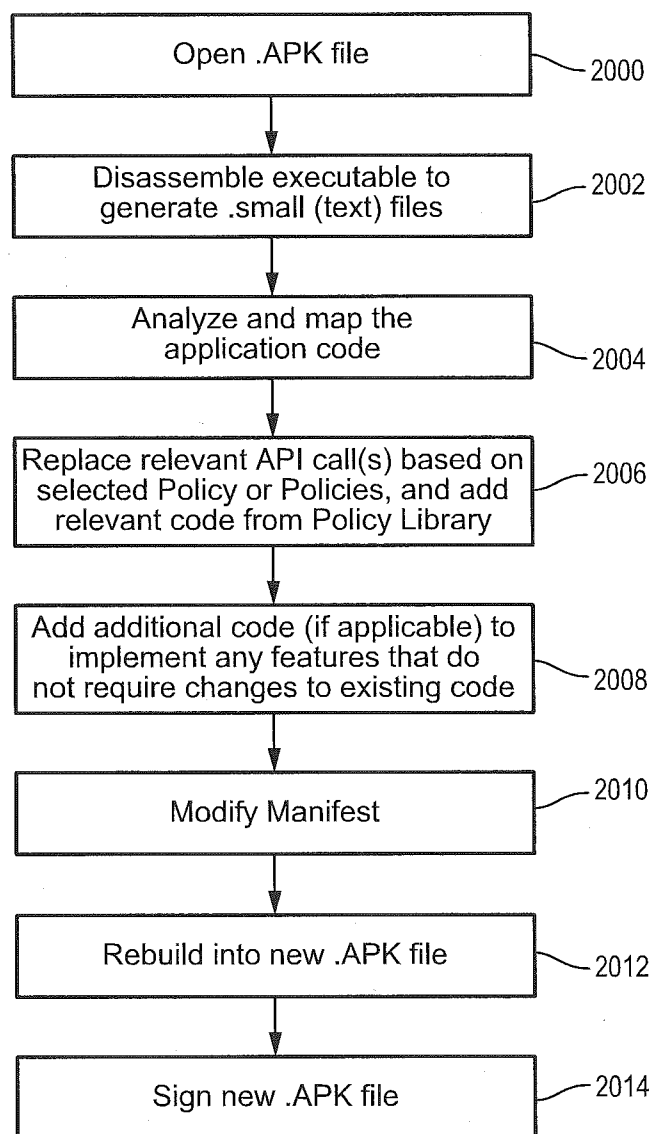 Open .APK file
2000
Disassemble executable to
generate .small (text) files
2002
Analyze and map the
application code
2004
Replace relevant API call(s) based on
selected Policy or Policies, and add
relevant code from Policy Library
2006
Add additional code (if applicable) to
implement any features that do
not require changes to existing code
2008
Modify Manifest
2010
Rebuild into new .APK file
2012
Sign new .APK file
2014